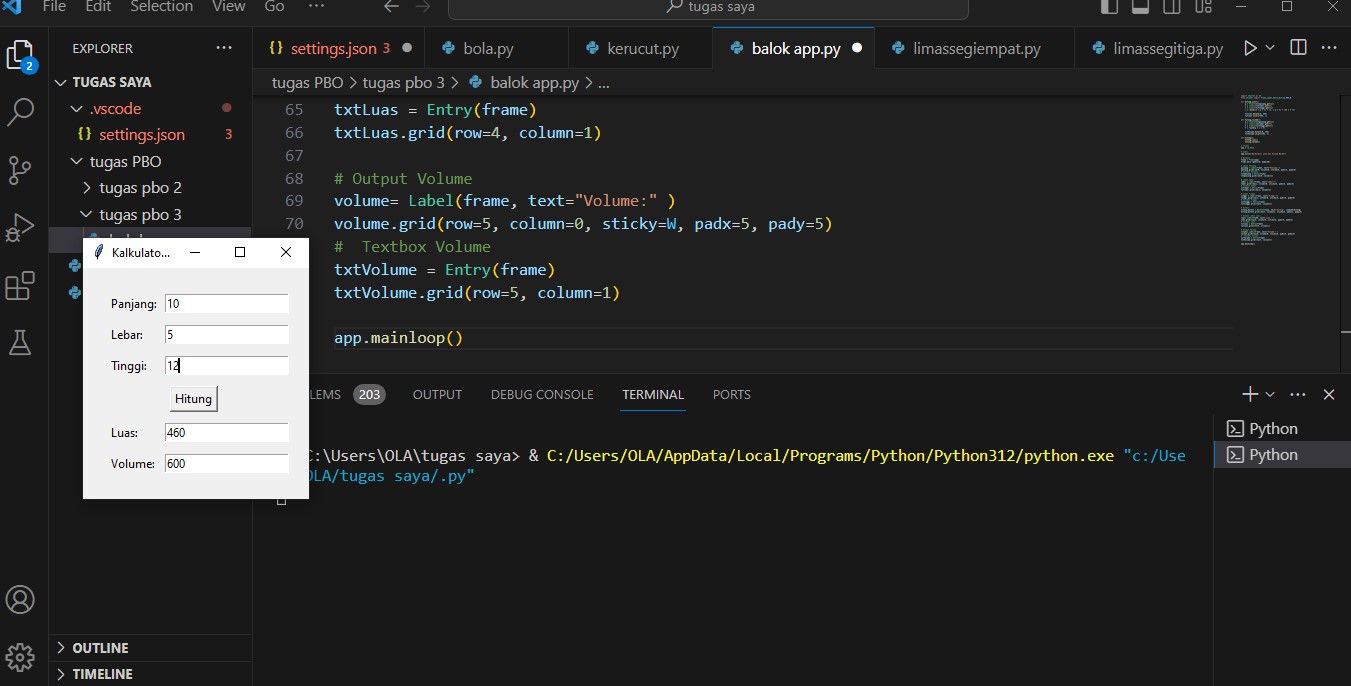 File Edit Selection View Go ··· tugas saya
2
EXPLORER ···
TUGAS SAYA
.vscode
{} settings.json 3
tugas PBO
tugas pbo 2
tugas pbo 3
{} settings.json 3 bola.py kerucut.py balok app.py limassegiempat.py limassegitiga.py ···
tugas PBO > tugas pbo 3 > balok app.py > ...
65 txtLuas = Entry(frame)
66 txtLuas.grid(row=4, column=1)
67
68 # Output Volume
69 volume= Label(frame, text="Volume:" )
70 volume.grid(row=5, column=0, sticky=W, padx=5, pady=5)
#  Textbox Volume
txtVolume = Entry(frame)
txtVolume.grid(row=5, column=1)
app.mainloop()
Kalkulato...
Panjang: 10
Lebar: 5
Tinggi: 12
Hitung
Luas: 460
Volume: 600
LEMS 203 OUTPUT DEBUG CONSOLE TERMINAL PORTS ···
C:\Users\OLA\tugas saya> & C:/Users/OLA/AppData/Local/Programs/Python/Python312/python.exe "c:/Use
OLA/tugas saya/.py"
Python
Python
OUTLINE
TIMELINE